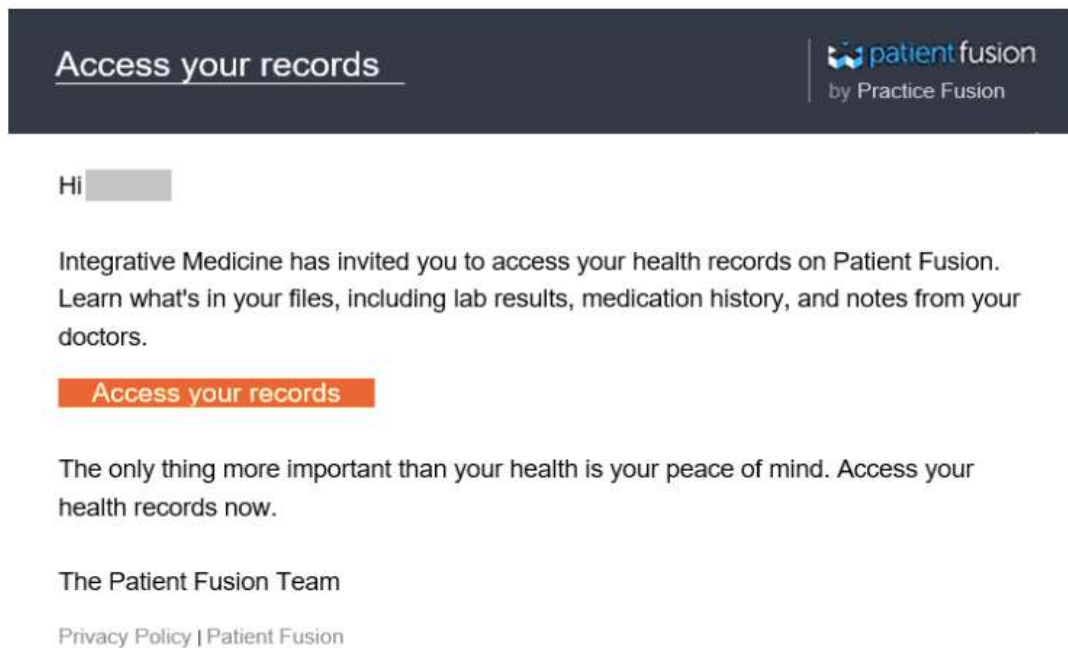 Access your records
patientfusion
by Practice Fusion
Hi
Integrative Medicine has invited you to access your health records on Patient Fusion.
Learn what's in your files, including lab results, medication history, and notes from your
doctors.
Access your records
The only thing more important than your health is your peace of mind. Access your
health records now.
The Patient Fusion Team
Privacy Policy | Patient Fusion